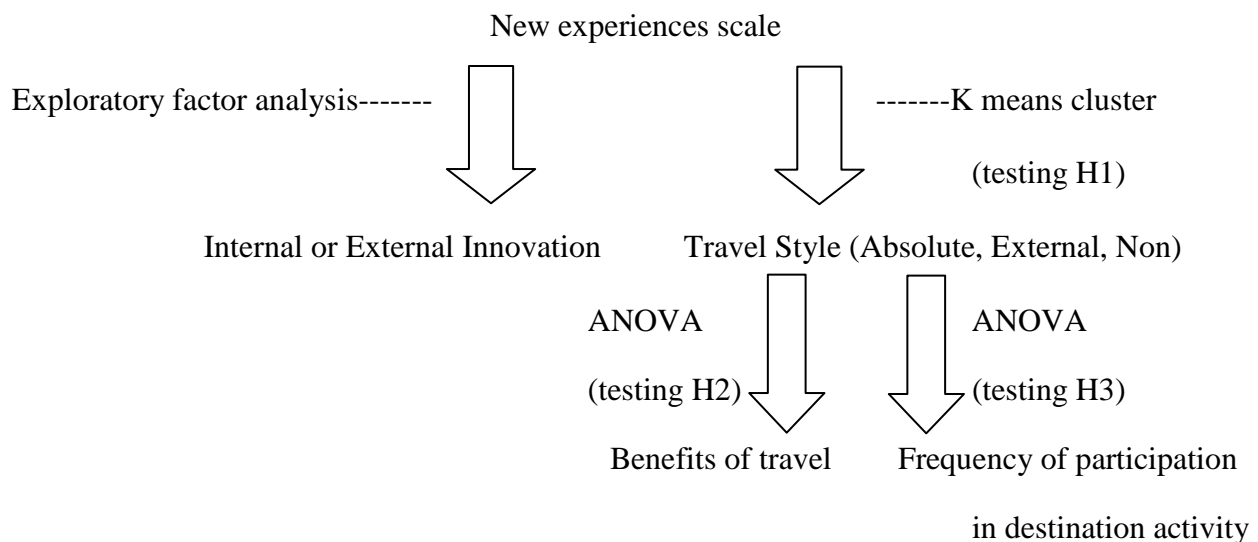 New experiences scale
Exploratory factor analysis-------
-------K means cluster
(testing H1)
Internal or External Innovation
Travel Style (Absolute, External, Non)
ANOVA
(testing H2)
ANOVA
(testing H3)
Benefits of travel
Frequency of participation
in destination activity